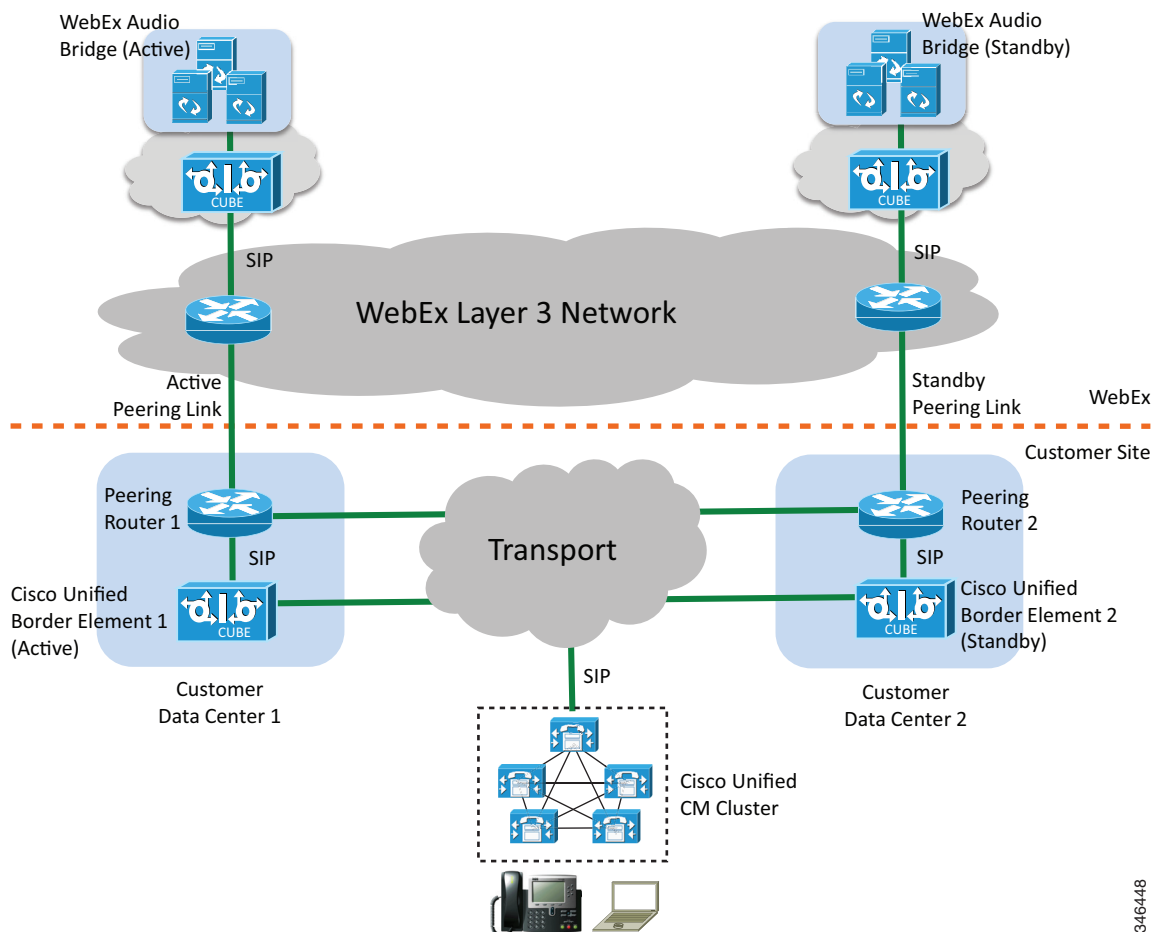 WebEx Audio
Bridge (Active)
WebEx Audio
Bridge (Standby)
CUBE
CUBE
SIP
SIP
WebEx Layer 3 Network
Active
Peering Link
Standby
Peering Link
WebEx
Customer Site
Peering
Router 1
Peering
Router 2
Transport
SIP
SIP
Cisco Unified
Border Element 1
(Active)
CUBE
CUBE
Cisco Unified
Border Element 2
(Standby)
SIP
Customer
Data Center 1
Customer
Data Center 2
Cisco Unified
CM Cluster
346448